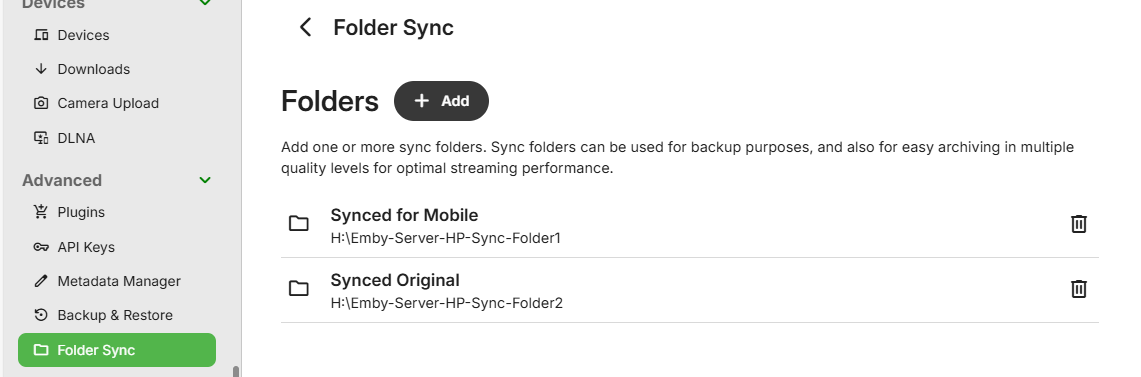 Devices
Devices
Downloads
Camera Upload
DLNA
Advanced
Plugins
API Keys
Metadata Manager
Backup & Restore
Folder Sync
Folder Sync
Folders
Add
Add one or more sync folders. Sync folders can be used for backup purposes, and also for easy archiving in multiple
quality levels for optimal streaming performance.
Synced for Mobile
H:\Emby-Server-HP-Sync-Folder1
Synced Original
H:\Emby-Server-HP-Sync-Folder2